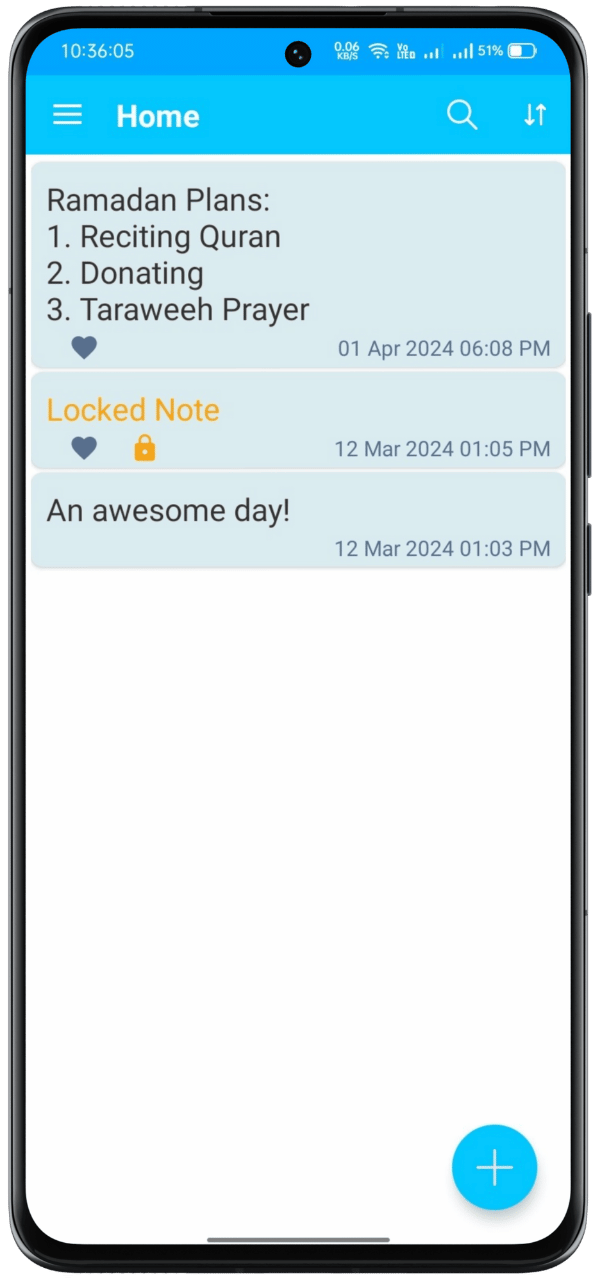 10:36:05
0.06
KB/S
Vo
LTE
51%
Home
Ramadan Plans:
1. Reciting Quran
2. Donating
3. Taraweeh Prayer
01 Apr 2024 06:08 PM
Locked Note
12 Mar 2024 01:05 PM
An awesome day!
12 Mar 2024 01:03 PM